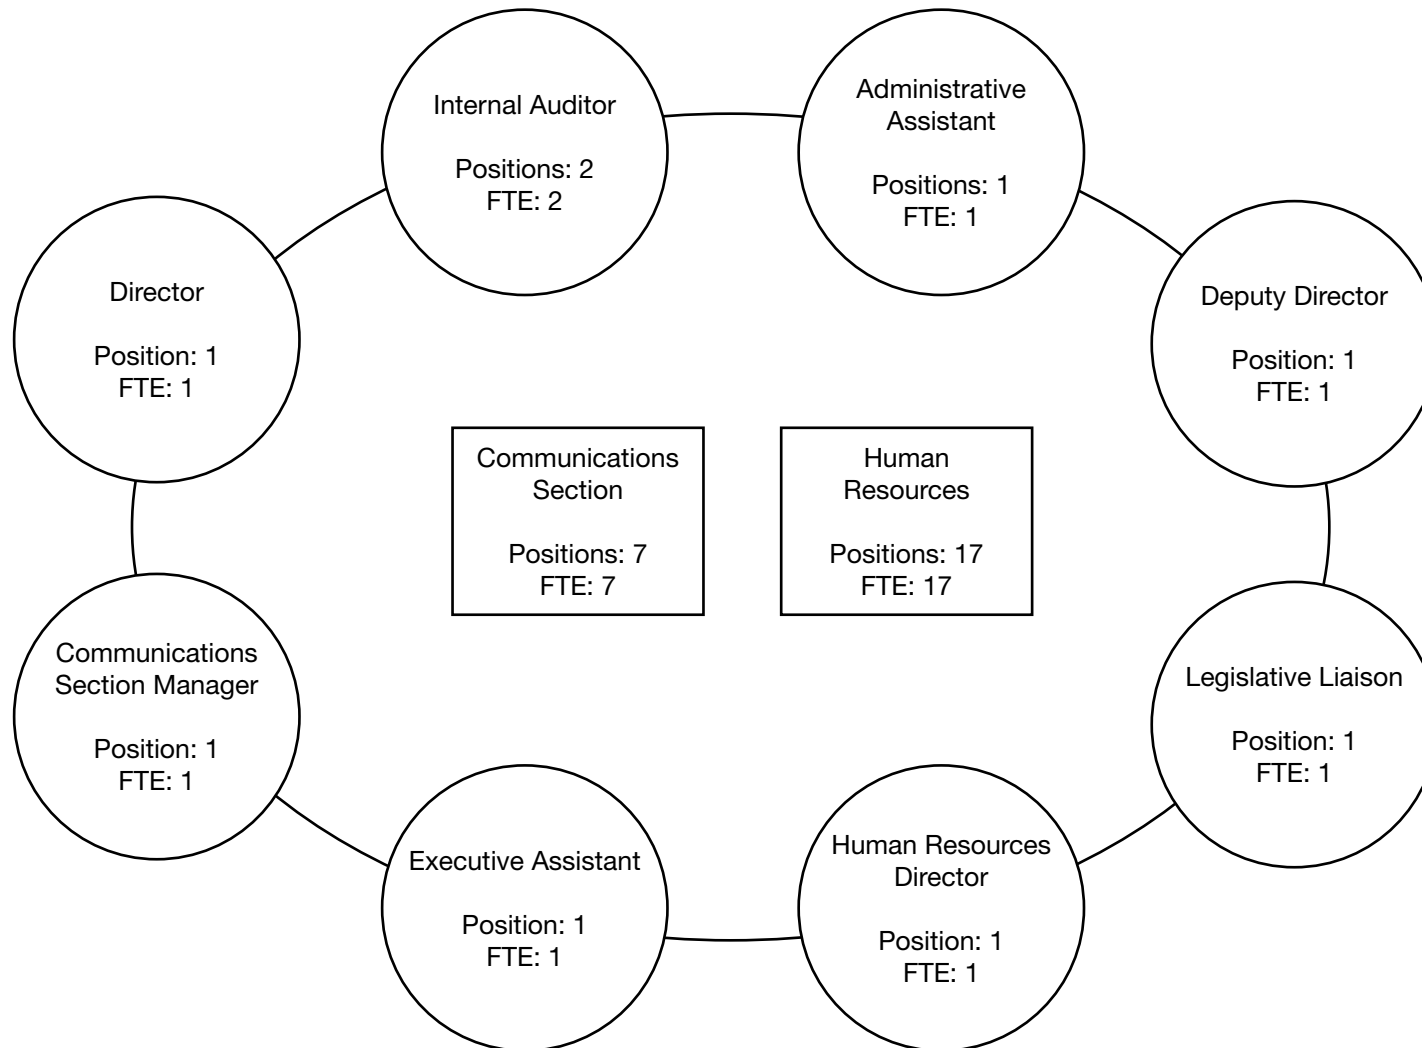 Internal Auditor
Positions: 2
FTE: 2
Administrative
Assistant
Positions: 1
FTE: 1
Director
Position: 1
FTE: 1
Deputy Director
Position: 1
FTE: 1
Communications
Section
Positions: 7
FTE: 7
Human
Resources
Positions: 17
FTE: 17
Communications
Section Manager
Position: 1
FTE: 1
Legislative Liaison
Position: 1
FTE: 1
Executive Assistant
Position: 1
FTE: 1
Human Resources
Director
Position: 1
FTE: 1